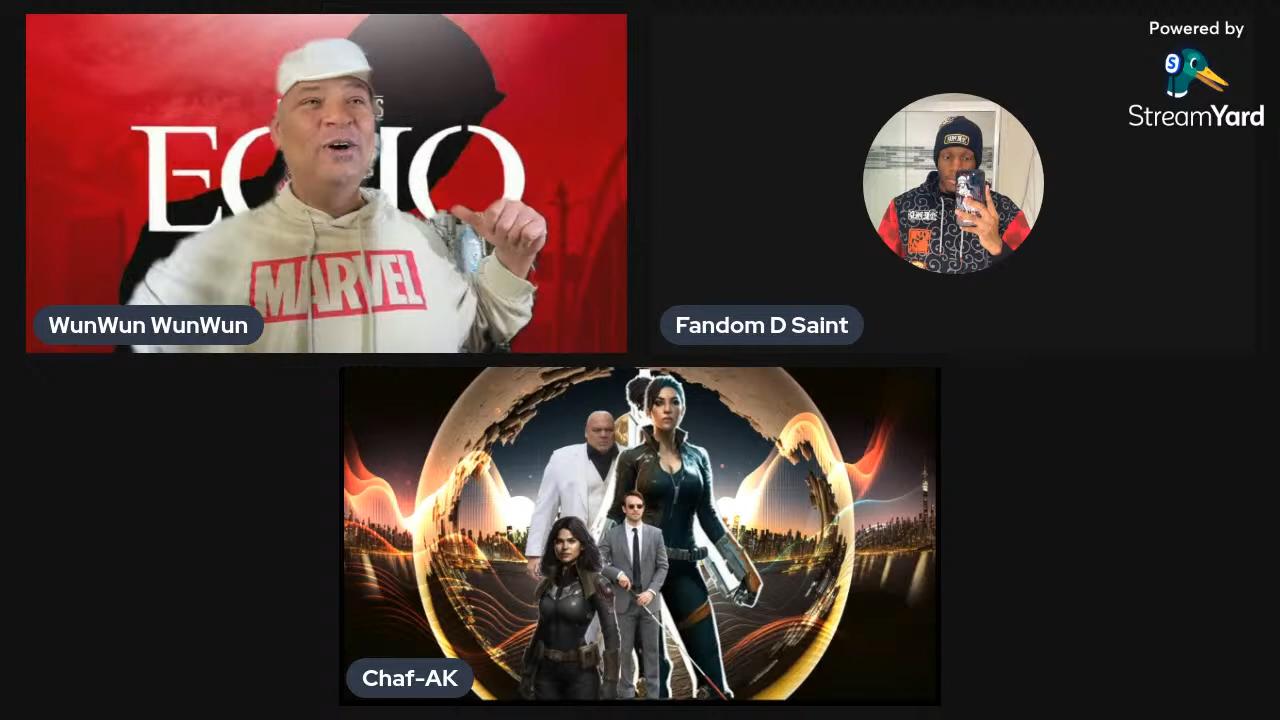 ECHO
MARVEL
WunWun WunWun
Fandom D Saint
Powered by
StreamYard
Chaf-AK